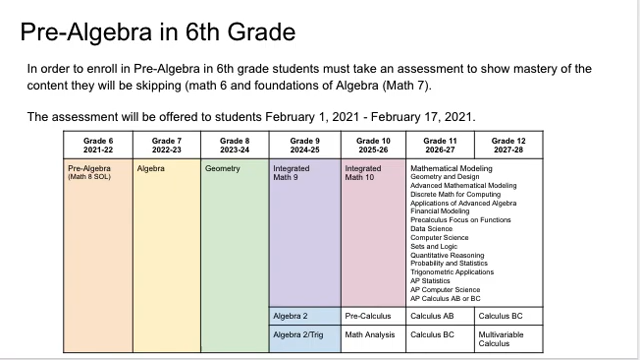 Pre-Algebra in 6th Grade
In order to enroll in Pre-Algebra in 6th grade students must take an assessment to show mastery of the
content they will be skipping (math 6 and foundations of Algebra (Math 7).
The assessment will be offered to students February 1, 2021 - February 17, 2021.
Grade 6 Grade 7 Grade 8 Grade 9 Grade 10 Grade 11 Grade 12
2021-22 2022-23 2023-24 2024-25 2025-26 2026-27 2027-28
Pre-Algebra Algebra Geometry Integrated Integrated Mathematical Modeling
(Math 8 SOL) Math 9 Math 10 Geometry and Design
Advanced Mathematical Modeling
Discrete Math for Computing
Applications of Advanced Algebra
Financial Modeling
Precalculus Focus on Functions
Data Science
Computer Science
Sets and Logic
Quantitative Reasoning
Probability and Statistics
Trigonometric Applications
AP Statistics
AP Computer Science
AP Calculus AB or BC
Algebra 2 Pre-Calculus Calculus AB Calculus BC
Algebra 2/Trig Math Analysis Calculus BC Multivariable
Calculus